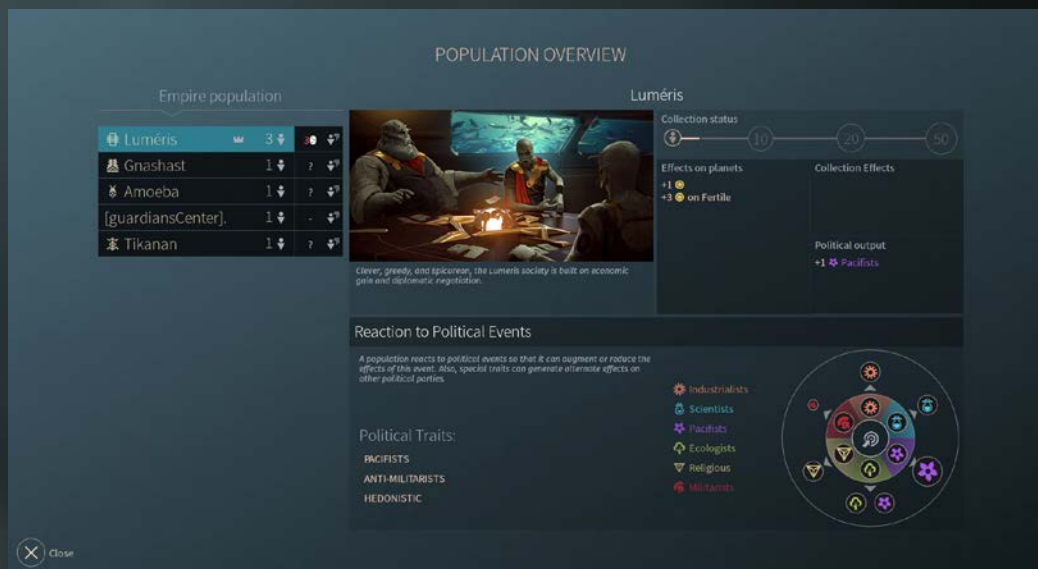 POPULATION OVERVIEW
Empire population
Luméris 3
Gnashast 1 ?
Amoeba 1 ?
[guardiansCenter]. 1 -
Tikanan 1 ?
Luméris
Clever, greedy, and Epicurean, the Lumeris society is built on economic
gain and diplomatic negotiation.
Collection status
10 20 50
Effects on planets
+1
+3 on Fertile
Collection Effects
Political output
+1 Pacifists
Reaction to Political Events
A population reacts to political events so that it can augment or reduce the
effects of this event. Also, special traits can generate alternate effects on
other political parties.
Political Traits:
PACIFISTS
ANTI-MILITARISTS
HEDONISTIC
Industrialists
Scientists
Pacifists
Ecologists
Religious
Militarists
Close